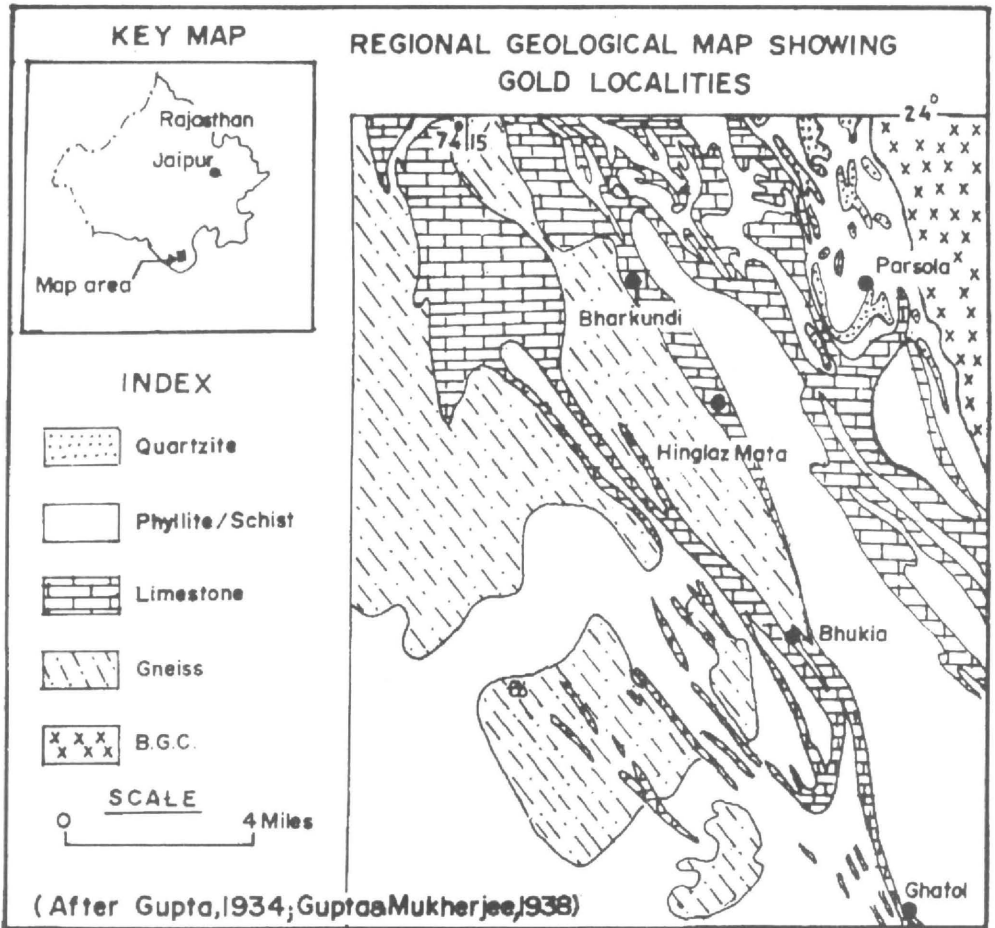 KEY MAP
Rajasthan
Jaipur
Map area
REGIONAL GEOLOGICAL MAP SHOWING
GOLD LOCALITIES
24°
74 15
Parsola
Bharkundi
Hinglaz Mata
Bhukia
Ghatol
INDEX
Quartzite
Phyllite/Schist
Limestone
Gneiss
B.G.C.
SCALE
0 4 Miles
(After Gupta,1934;Gupta&Mukherjee,1938)